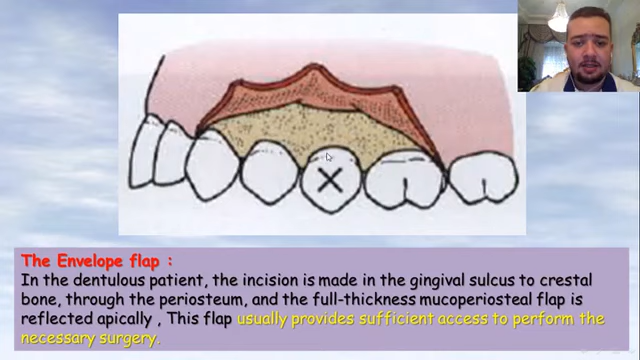 X
The Envelope flap :
In the dentulous patient, the incision is made in the gingival sulcus to crestal
bone, through the periosteum, and the full-thickness mucoperiosteal flap is
reflected apically , This flap usually provides sufficient access to perform the
necessary surgery.